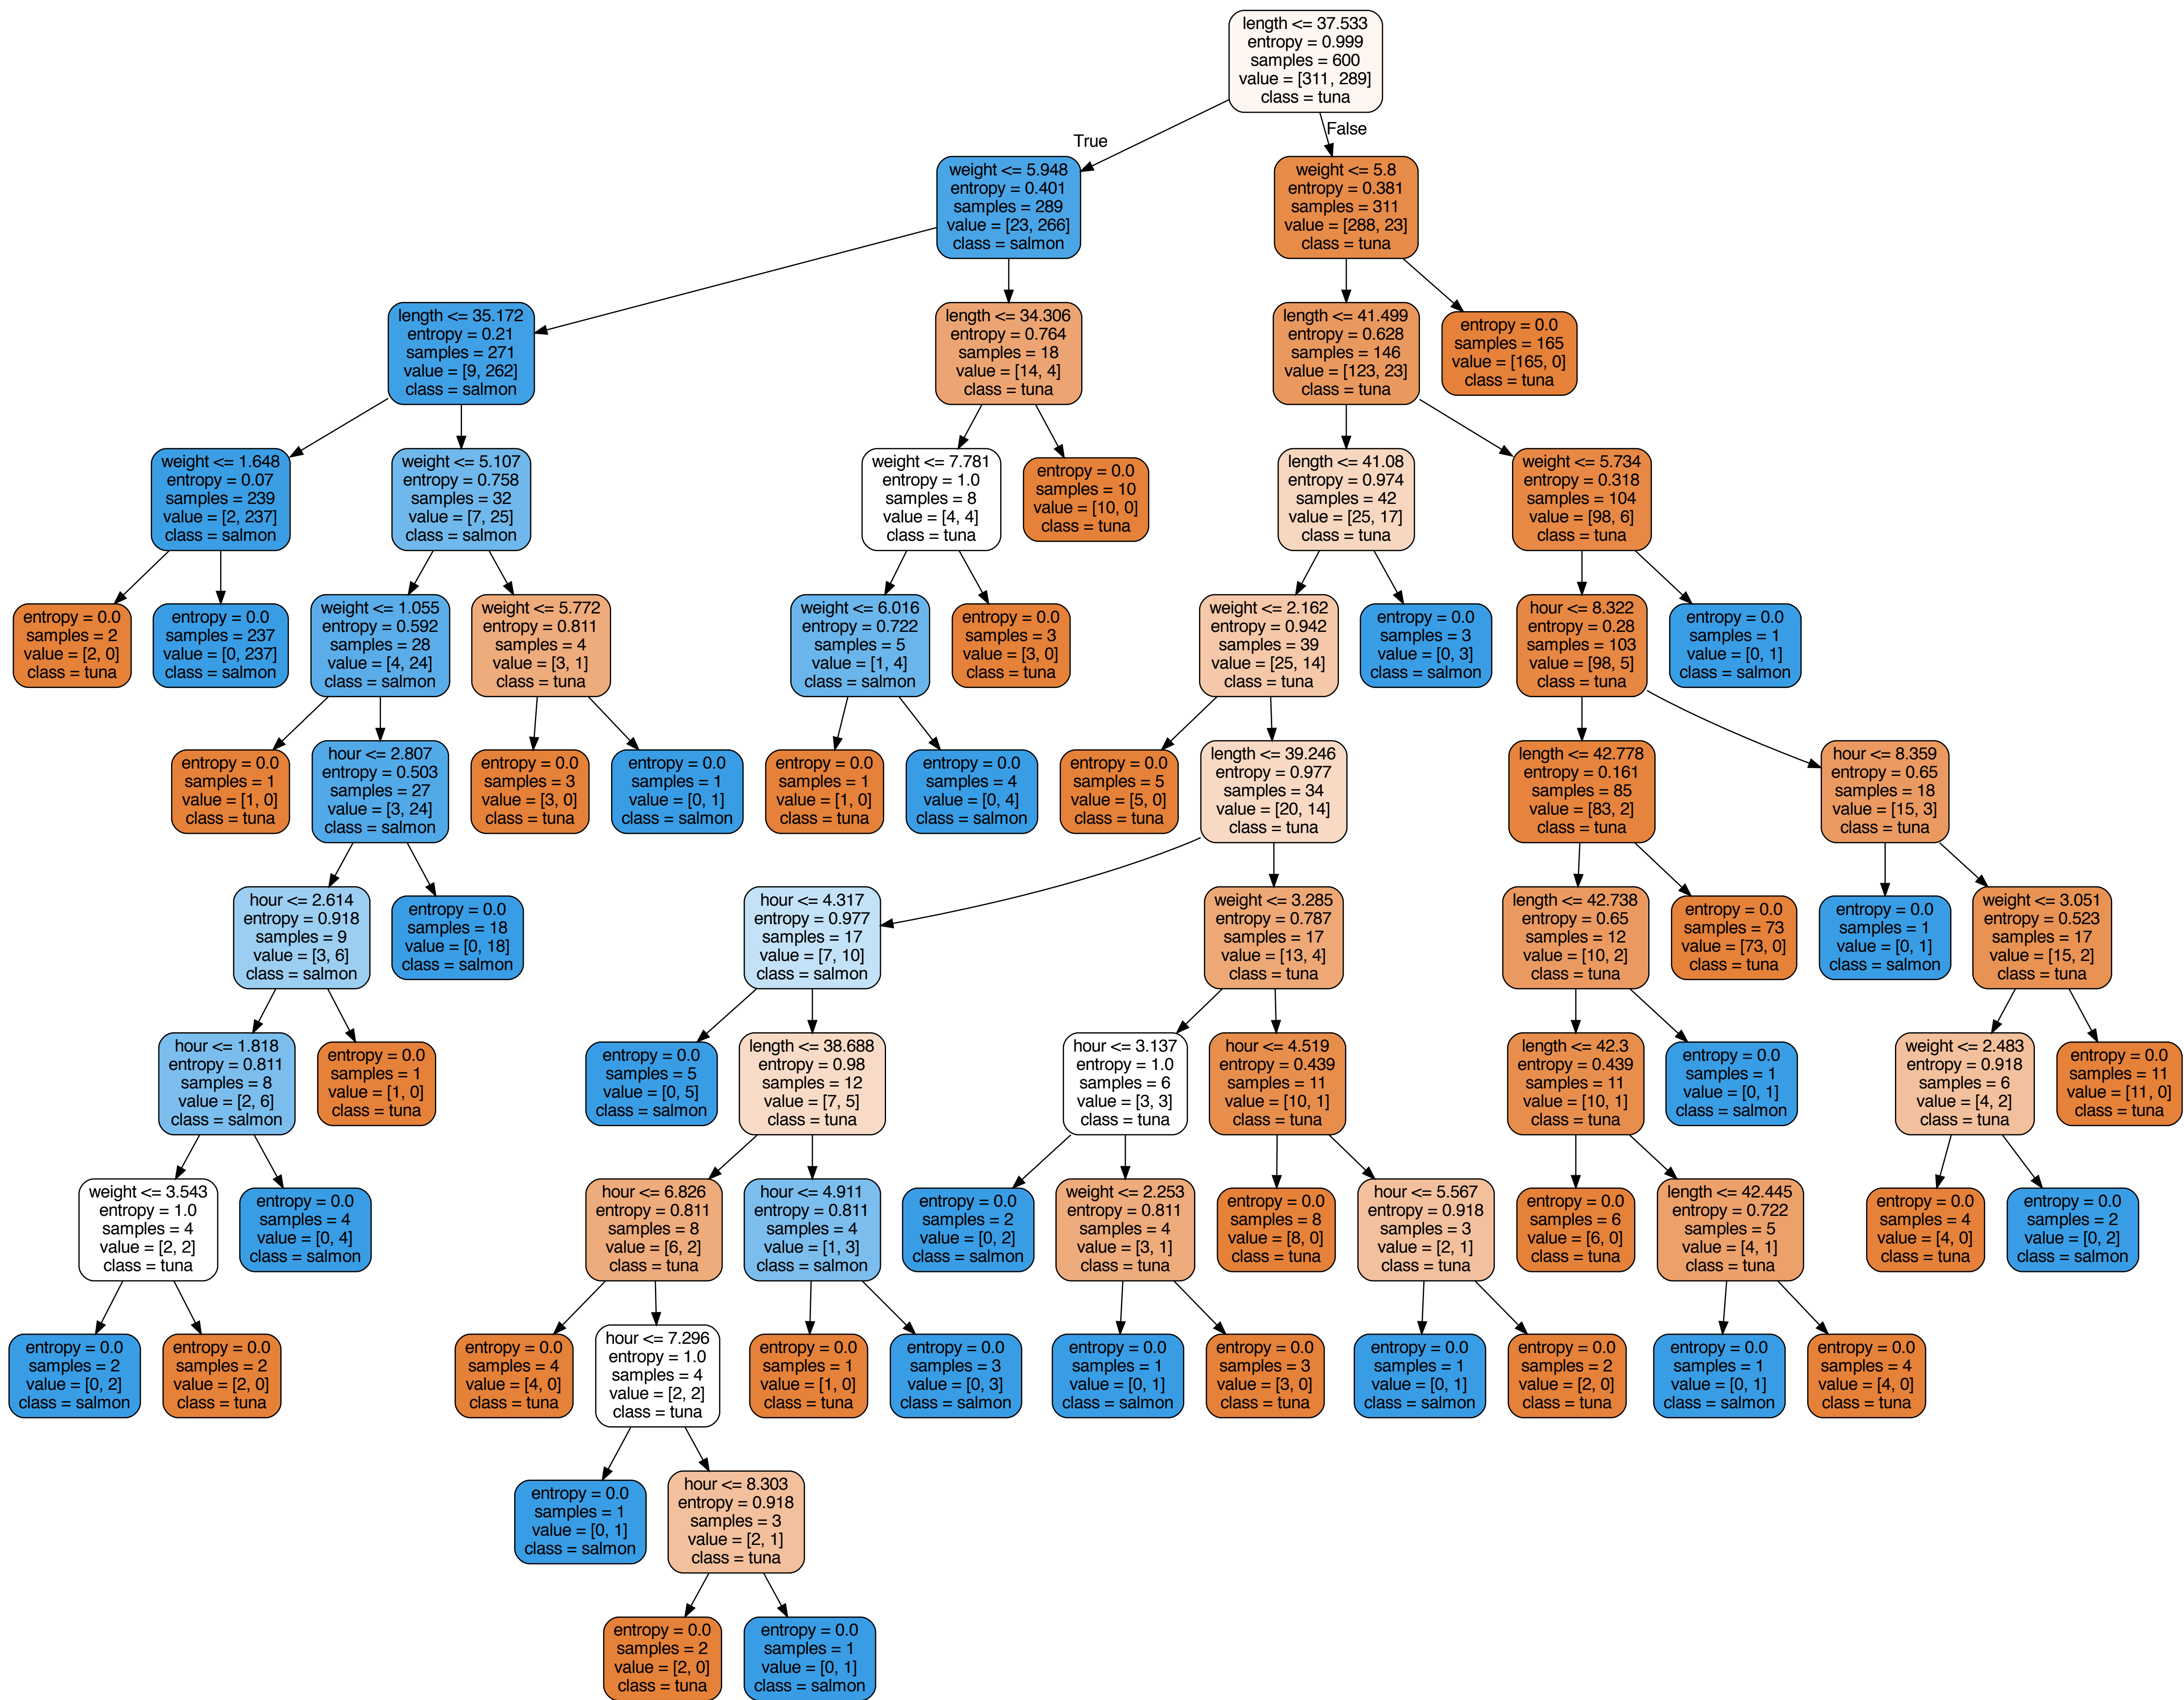 length <= 37.533
entropy = 0.999
samples = 600
value = [311, 289]
class = tuna
True
False
weight <= 5.948
entropy = 0.401
samples = 289
value = [23, 266]
class = salmon
weight <= 5.8
entropy = 0.381
samples = 311
value = [288, 23]
class = tuna
length <= 35.172
entropy = 0.21
samples = 271
value = [9, 262]
class = salmon
length <= 34.306
entropy = 0.764
samples = 18
value = [14, 4]
class = tuna
length <= 41.499
entropy = 0.628
samples = 146
value = [123, 23]
class = tuna
entropy = 0.0
samples = 165
value = [165, 0]
class = tuna
weight <= 1.648
entropy = 0.07
samples = 239
value = [2, 237]
class = salmon
weight <= 5.107
entropy = 0.758
samples = 32
value = [7, 25]
class = salmon
weight <= 7.781
entropy = 1.0
samples = 8
value = [4, 4]
class = tuna
entropy = 0.0
samples = 10
value = [10, 0]
class = tuna
length <= 41.08
entropy = 0.974
samples = 42
value = [25, 17]
class = tuna
weight <= 5.734
entropy = 0.318
samples = 104
value = [98, 6]
class = tuna
entropy = 0.0
samples = 2
value = [2, 0]
class = tuna
entropy = 0.0
samples = 237
value = [0, 237]
class = salmon
weight <= 1.055
entropy = 0.592
samples = 28
value = [4, 24]
class = salmon
weight <= 5.772
entropy = 0.811
samples = 4
value = [3, 1]
class = tuna
weight <= 6.016
entropy = 0.722
samples = 5
value = [1, 4]
class = salmon
entropy = 0.0
samples = 3
value = [3, 0]
class = tuna
weight <= 2.162
entropy = 0.942
samples = 39
value = [25, 14]
class = tuna
entropy = 0.0
samples = 3
value = [0, 3]
class = salmon
hour <= 8.322
entropy = 0.28
samples = 103
value = [98, 5]
class = tuna
entropy = 0.0
samples = 1
value = [0, 1]
class = salmon
entropy = 0.0
samples = 1
value = [1, 0]
class = tuna
hour <= 2.807
entropy = 0.503
samples = 27
value = [3, 24]
class = salmon
entropy = 0.0
samples = 3
value = [3, 0]
class = tuna
entropy = 0.0
samples = 1
value = [0, 1]
class = salmon
entropy = 0.0
samples = 1
value = [1, 0]
class = tuna
entropy = 0.0
samples = 4
value = [0, 4]
class = salmon
entropy = 0.0
samples = 5
value = [5, 0]
class = tuna
length <= 39.246
entropy = 0.977
samples = 34
value = [20, 14]
class = tuna
length <= 42.778
entropy = 0.161
samples = 85
value = [83, 2]
class = tuna
hour <= 8.359
entropy = 0.65
samples = 18
value = [15, 3]
class = tuna
hour <= 2.614
entropy = 0.918
samples = 9
value = [3, 6]
class = salmon
entropy = 0.0
samples = 18
value = [0, 18]
class = salmon
hour <= 4.317
entropy = 0.977
samples = 17
value = [7, 10]
class = salmon
weight <= 3.285
entropy = 0.787
samples = 17
value = [13, 4]
class = tuna
length <= 42.738
entropy = 0.65
samples = 12
value = [10, 2]
class = tuna
entropy = 0.0
samples = 73
value = [73, 0]
class = tuna
entropy = 0.0
samples = 1
value = [0, 1]
class = salmon
weight <= 3.051
entropy = 0.523
samples = 17
value = [15, 2]
class = tuna
hour <= 1.818
entropy = 0.811
samples = 8
value = [2, 6]
class = salmon
entropy = 0.0
samples = 1
value = [1, 0]
class = tuna
entropy = 0.0
samples = 5
value = [0, 5]
class = salmon
length <= 38.688
entropy = 0.98
samples = 12
value = [7, 5]
class = tuna
hour <= 3.137
entropy = 1.0
samples = 6
value = [3, 3]
class = tuna
hour <= 4.519
entropy = 0.439
samples = 11
value = [10, 1]
class = tuna
length <= 42.3
entropy = 0.439
samples = 11
value = [10, 1]
class = tuna
entropy = 0.0
samples = 1
value = [0, 1]
class = salmon
weight <= 2.483
entropy = 0.918
samples = 6
value = [4, 2]
class = tuna
entropy = 0.0
samples = 11
value = [11, 0]
class = tuna
weight <= 3.543
entropy = 1.0
samples = 4
value = [2, 2]
class = tuna
entropy = 0.0
samples = 4
value = [0, 4]
class = salmon
hour <= 6.826
entropy = 0.811
samples = 8
value = [6, 2]
class = tuna
hour <= 4.911
entropy = 0.811
samples = 4
value = [1, 3]
class = salmon
entropy = 0.0
samples = 2
value = [0, 2]
class = salmon
weight <= 2.253
entropy = 0.811
samples = 4
value = [3, 1]
class = tuna
entropy = 0.0
samples = 8
value = [8, 0]
class = tuna
hour <= 5.567
entropy = 0.918
samples = 3
value = [2, 1]
class = tuna
entropy = 0.0
samples = 6
value = [6, 0]
class = tuna
length <= 42.445
entropy = 0.722
samples = 5
value = [4, 1]
class = tuna
entropy = 0.0
samples = 4
value = [4, 0]
class = tuna
entropy = 0.0
samples = 2
value = [0, 2]
class = salmon
entropy = 0.0
samples = 2
value = [0, 2]
class = salmon
entropy = 0.0
samples = 2
value = [2, 0]
class = tuna
entropy = 0.0
samples = 4
value = [4, 0]
class = tuna
hour <= 7.296
entropy = 1.0
samples = 4
value = [2, 2]
class = tuna
entropy = 0.0
samples = 1
value = [1, 0]
class = tuna
entropy = 0.0
samples = 3
value = [0, 3]
class = salmon
entropy = 0.0
samples = 1
value = [0, 1]
class = salmon
entropy = 0.0
samples = 3
value = [3, 0]
class = tuna
entropy = 0.0
samples = 1
value = [0, 1]
class = salmon
entropy = 0.0
samples = 2
value = [2, 0]
class = tuna
entropy = 0.0
samples = 1
value = [0, 1]
class = salmon
entropy = 0.0
samples = 4
value = [4, 0]
class = tuna
entropy = 0.0
samples = 1
value = [0, 1]
class = salmon
hour <= 8.303
entropy = 0.918
samples = 3
value = [2, 1]
class = tuna
entropy = 0.0
samples = 2
value = [2, 0]
class = tuna
entropy = 0.0
samples = 1
value = [0, 1]
class = salmon